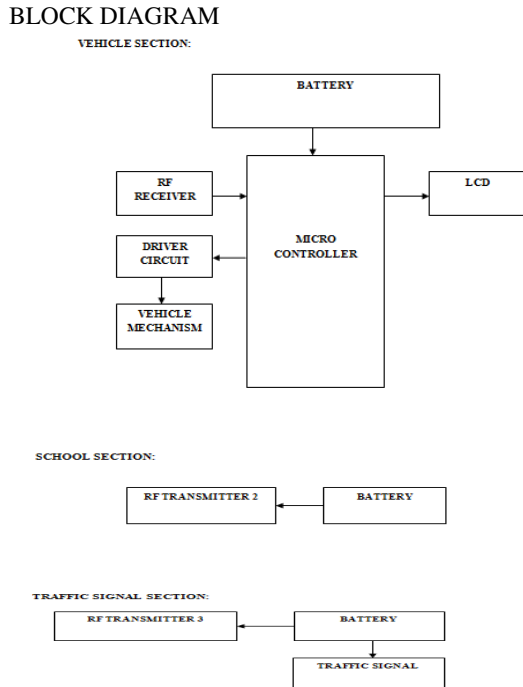 BLOCK DIAGRAM
VEHICLE SECTION:
BATTERY
RF
RECEIVER
LCD
MICRO
CONTROLLER
DRIVER
CIRCUIT
VEHICLE
MECHANISM
SCHOOL SECTION:
RF TRANSMITTER 2
BATTERY
TRAFFIC SIGNAL SECTION:
RF TRANSMITTER 3
BATTERY
TRAFFIC SIGNAL